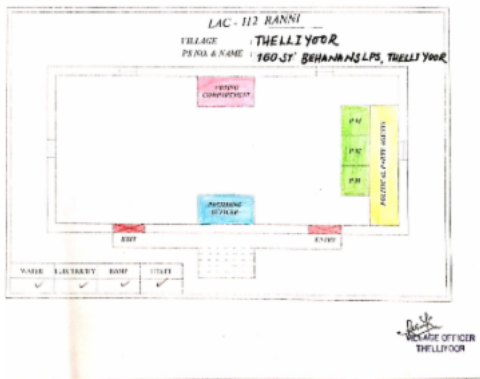 LAC - 112 RANNI
VILLAGE : THELLIYOOR
PS NO. & NAME : 160 ST BEHANANS LPS, THELLIYOOR
VOTING
COMPARTMENT
POLITICAL PARTY AGENTS
PRESIDING
OFFICER
EXIT
ENTRY
WATER ELECTRICITY RAMP TOILET
✓ ✓ ✓ ✓
VILLAGE OFFICER
THELLIYOOR